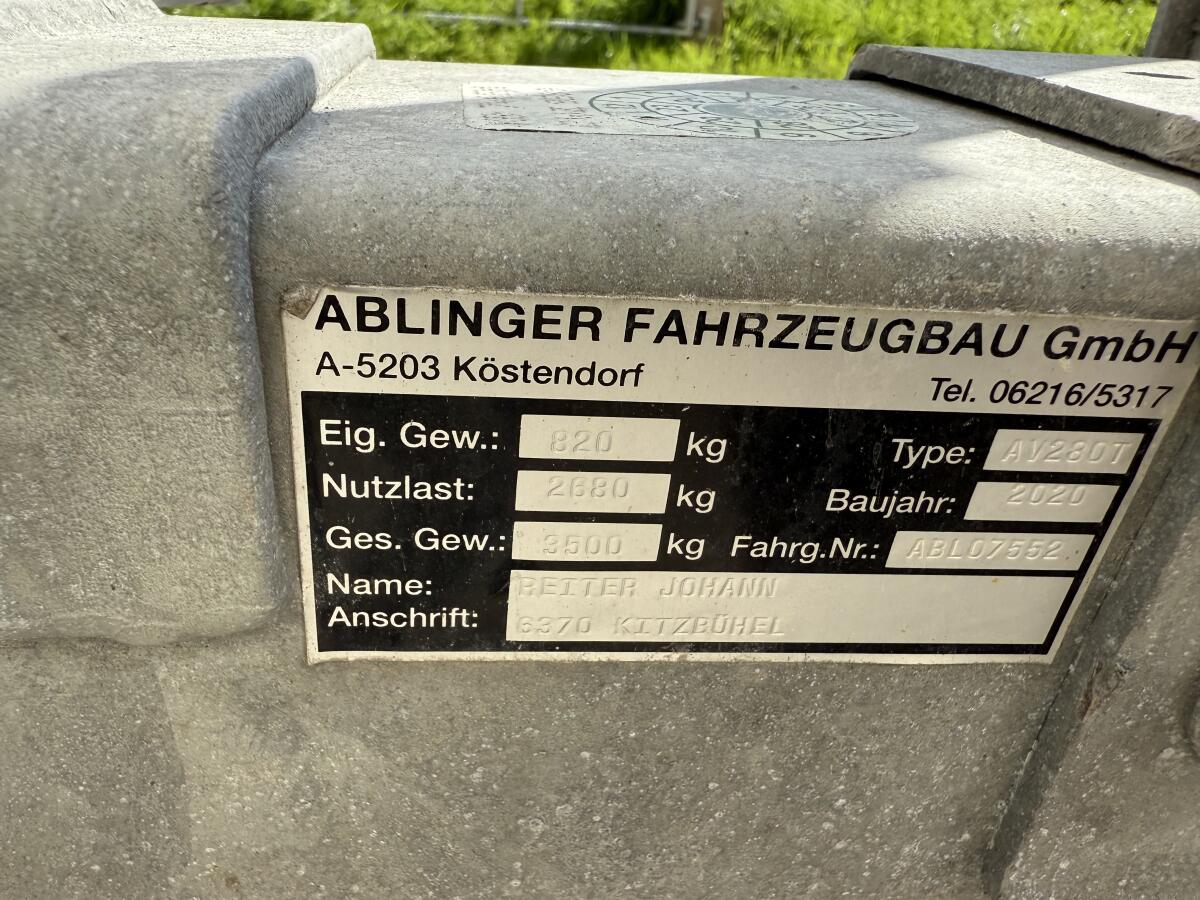 ABLINGER FAHRZEUGBAU GmbH
A-5203 Köstendorf
Tel. 06216/5317
Eig. Gew.: 820 kg Type: AV280T
Nutzlast: 2680 kg Baujahr: 2020
Ges. Gew.: 3500 kg Fahrg.Nr.: ABL07552
Name: REITER JOHANN
Anschrift: 6370 KITZBÜHEL